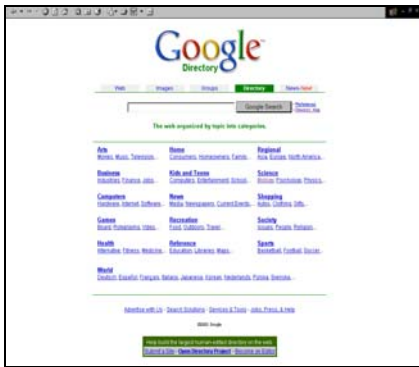 Google
Directory
Web Images Groups Directory News New!
Google Search Preferences
The web organized by topic into categories.
Arts Home Regional
Movies, Music, Television... Consumers, Homeowners, Family... Asia, Europe, North America...
Business Kids and Teens Science
Industries, Finance, Jobs... Computers, Entertainment, School... Biology, Psychology, Physics...
Computers News Shopping
Hardware, Internet, Software... Media, Newspapers, Current Events... Autos, Clothing, Gifts...
Games Recreation Society
Board, Roleplaying, Video... Food, Outdoors, Travel... Issues, People, Religion...
Health Reference Sports
Alternative, Fitness, Medicine... Education, Libraries, Maps... Basketball, Football, Soccer...
World
Deutsch, Español, Français, Italiano, Japanese, Korean, Nederlands, Polska, Svenska...
Advertise with Us - Search Solutions - Services & Tools - Jobs, Press, & Help
Google
Help build the largest human-edited directory on the web.
Submit a Site - Open Directory Project - Become an Editor